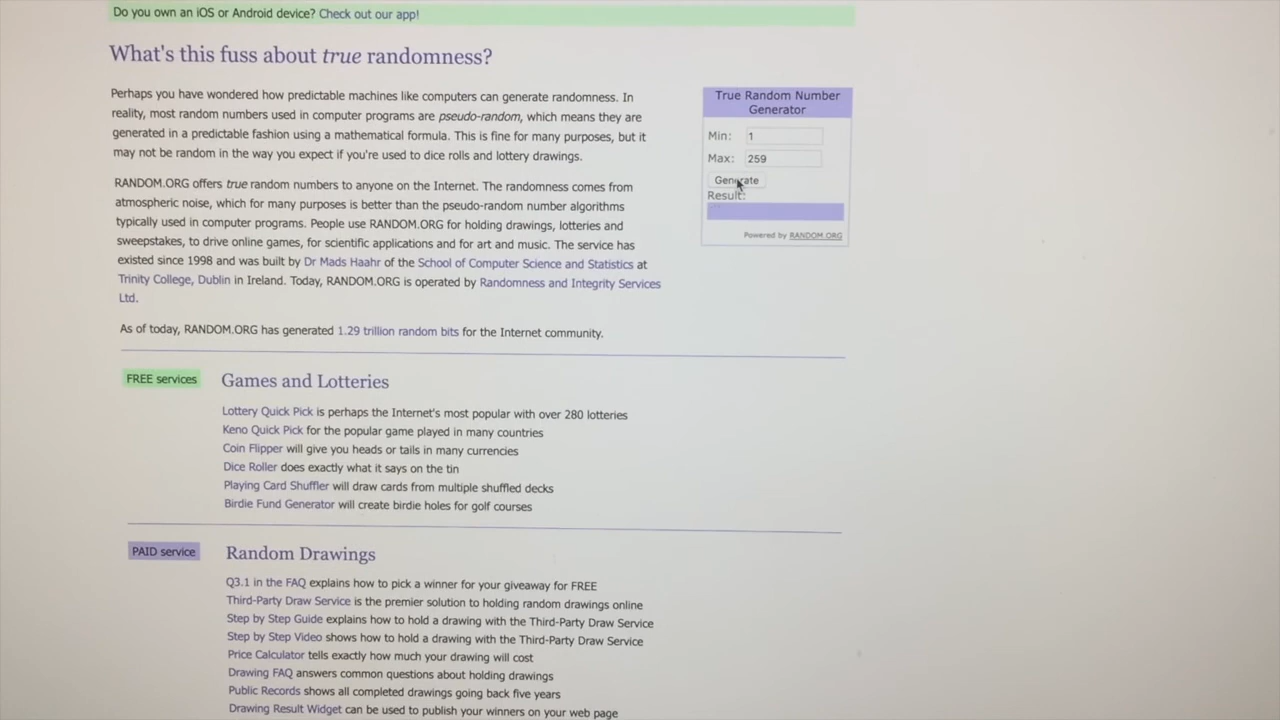 Do you own an iOS or Android device? Check out our app!
What's this fuss about true randomness?
Perhaps you have wondered how predictable machines like computers can generate randomness. In
reality, most random numbers used in computer programs are pseudo-random, which means they are
generated in a predictable fashion using a mathematical formula. This is fine for many purposes, but it
may not be random in the way you expect if you're used to dice rolls and lottery drawings.
RANDOM.ORG offers true random numbers to anyone on the Internet. The randomness comes from
atmospheric noise, which for many purposes is better than the pseudo-random number algorithms
typically used in computer programs. People use RANDOM.ORG for holding drawings, lotteries and
sweepstakes, to drive online games, for scientific applications and for art and music. The service has
existed since 1998 and was built by Dr Mads Haahr of the School of Computer Science and Statistics at
Trinity College, Dublin in Ireland. Today, RANDOM.ORG is operated by Randomness and Integrity Services
Ltd.
As of today, RANDOM.ORG has generated 1.29 trillion random bits for the Internet community.
True Random Number
Generator
Min: 1
Max: 259
Generate
Result:
Powered by RANDOM.ORG
FREE services
Games and Lotteries
Lottery Quick Pick is perhaps the Internet's most popular with over 280 lotteries
Keno Quick Pick for the popular game played in many countries
Coin Flipper will give you heads or tails in many currencies
Dice Roller does exactly what it says on the tin
Playing Card Shuffler will draw cards from multiple shuffled decks
Birdie Fund Generator will create birdie holes for golf courses
PAID service
Random Drawings
Q3.1 in the FAQ explains how to pick a winner for your giveaway for FREE
Third-Party Draw Service is the premier solution to holding random drawings online
Step by Step Guide explains how to hold a drawing with the Third-Party Draw Service
Step by Step Video shows how to hold a drawing with the Third-Party Draw Service
Price Calculator tells exactly how much your drawing will cost
Drawing FAQ answers common questions about holding drawings
Public Records shows all completed drawings going back five years
Drawing Result Widget can be used to publish your winners on your web page